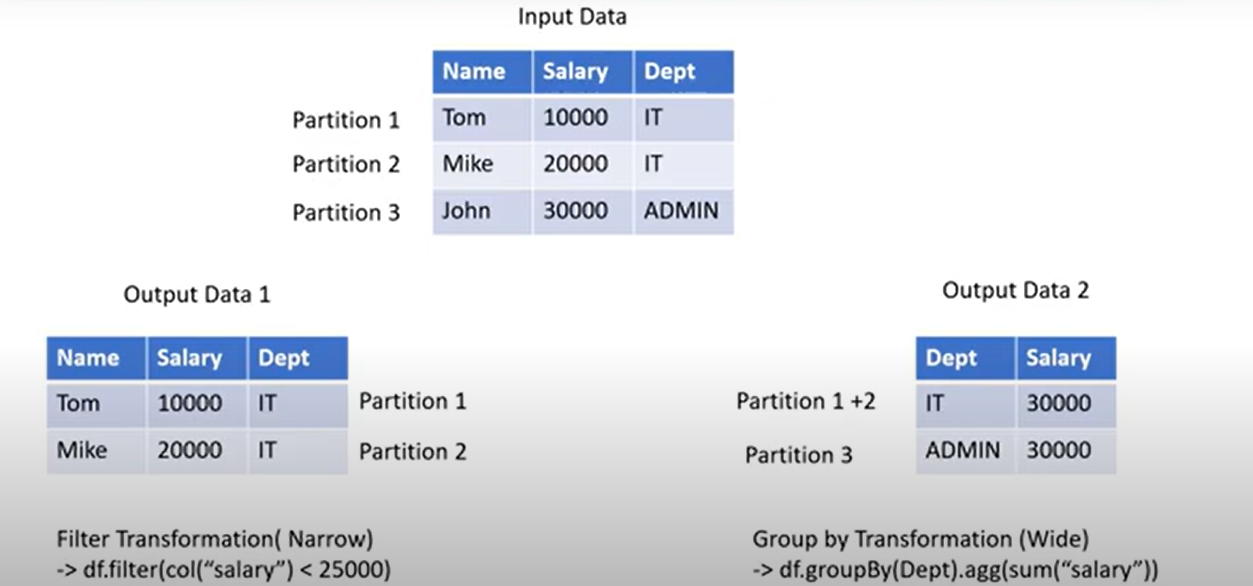 Input Data
Name Salary Dept
Partition 1 Tom 10000 IT
Partition 2 Mike 20000 IT
Partition 3 John 30000 ADMIN
Output Data 1
Name Salary Dept
Tom 10000 IT Partition 1
Mike 20000 IT Partition 2
Filter Transformation( Narrow)
-> df.filter(col(“salary”) < 25000)
Output Data 2
Dept Salary
Partition 1 +2 IT 30000
Partition 3 ADMIN 30000
Group by Transformation (Wide)
-> df.groupBy(Dept).agg(sum(“salary”))